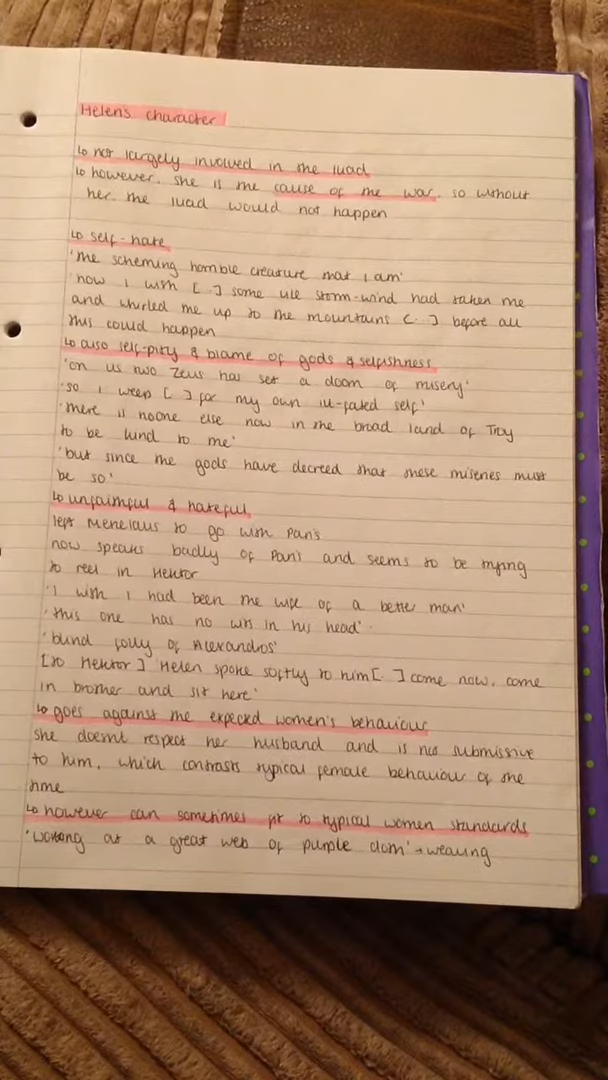 Helen's character
↳ not largely involved in the Iliad
↳ however, she is the cause of the war, so without
her, the Iliad would not happen
↳ self-hate
'the scheming horrible creature that I am'
'now I wish [..] some vile storm-wind had taken me
and whirled me up to the mountains (..) before all
this could happen
↳ also self-pity & blame of gods & selfishness
'on us two Zeus has set a doom of misery'
'so I weep [ ] for my own ill-fated self'
'there is noone else now in the broad land of Troy
to be kind to me'
'but since the gods have decreed that these miseries must
be so'
↳ unfaithful & hateful
left Menelaus to go with Paris
now speaks badly of Paris and seems to be trying
to reel in Hektor
'I wish I had been the wife of a better man'
'this one has no wits in his head'
'blind folly of Alexandros'
[to Hektor] 'Helen spoke softly to him [ ] come now, come
in brother and sit here'
↳ goes against the expected women's behaviour
she doesnt respect her husband and is not submissive
to him, which contrasts typical female behaviour of the
time
↳ however can sometimes fit to typical women standards
'working at a great web of purple cloth' → weaving